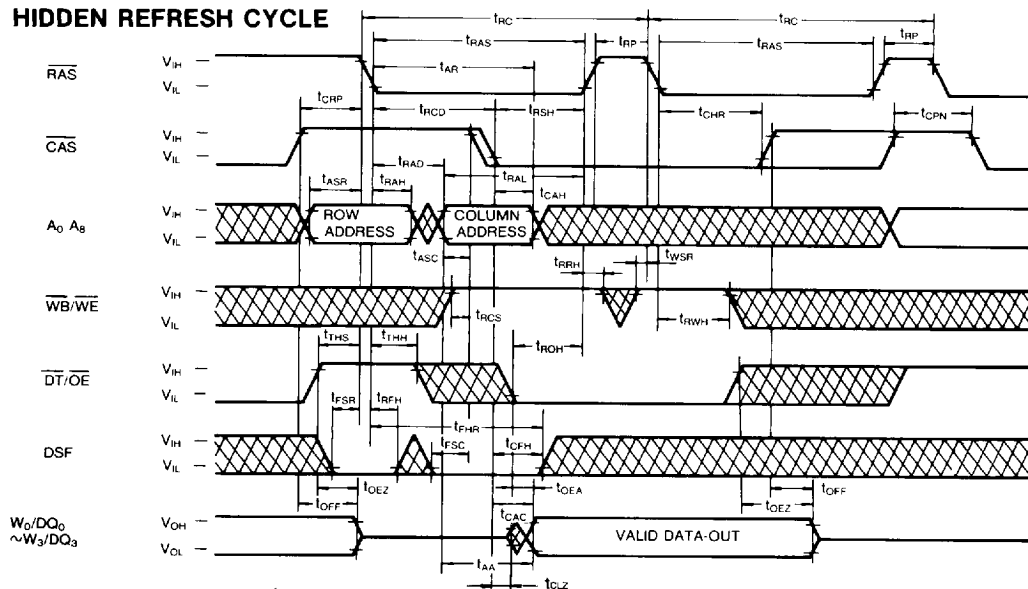 HIDDEN REFRESH CYCLE
tRC tRC
tRAS tRP tRAS tRP
RAS VIH VIL tAR
tCRP tRCD tRSH tCHR tCPN
CAS VIH VIL
tRAD tRAL
tASR tRAH tCAH
A0 A8 VIH VIL ROW ADDRESS COLUMN ADDRESS
tASC tRRH tWSR
WB/WE VIH VIL
tRCS tRWH
tTHS tTHH tROH
DT/OE VIH VIL
tFSR tRFH
tFHR
DSF VIH VIL tFSC tCFH
tOEZ tOEA
tOFF tOEZ tOFF
tCAC
W0/DQ0 ~W3/DQ3 VOH VOL VALID DATA-OUT
tAA
tCLZ